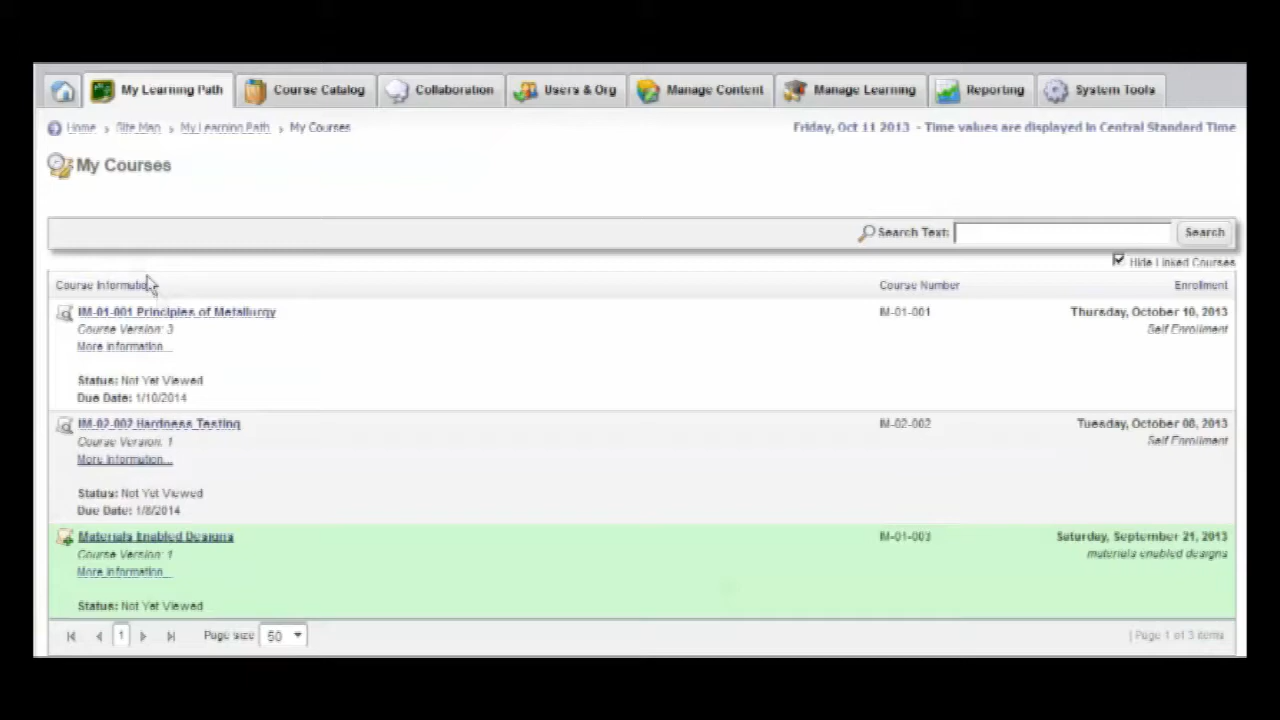 My Learning Path Course Catalog Collaboration Users & Org Manage Content Manage Learning Reporting System Tools
Home › Site Map › My Learning Path › My Courses Friday, Oct 11 2013 - Time values are displayed in Central Standard Time
My Courses
Search Text: Search
Hide Linked Courses
Course Information Course Number Enrollment
IM-01-001 Principles of Metallurgy IM-01-001 Thursday, October 10, 2013
Course Version: 3 Self Enrollment
More information...
Status: Not Yet Viewed
Due Date: 1/10/2014
IM-02-002 Hardness Testing IM-02-002 Tuesday, October 08, 2013
Course Version: 1 Self Enrollment
More information...
Status: Not Yet Viewed
Due Date: 1/8/2014
Materials Enabled Designs IM-01-003 Saturday, September 21, 2013
Course Version: 1 materials enabled designs
More information...
Status: Not Yet Viewed
1 Page size 50 | Page 1 of 3 items